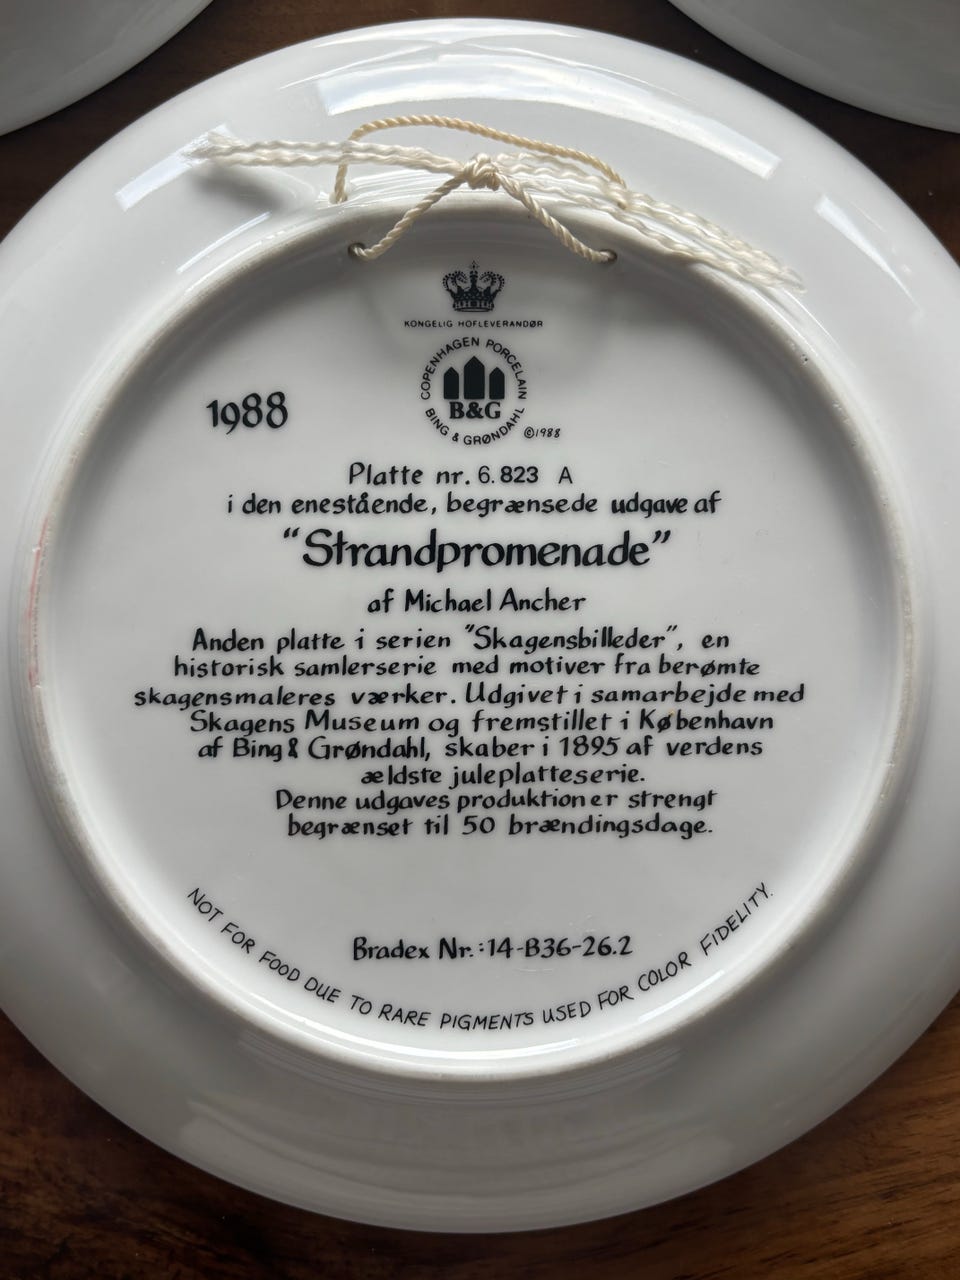 KONGELIG HOFLEVERANDØR
COPENHAGEN PORCELAIN
B&G
BING & GRØNDAHL
©1988
1988
Platte nr. 6.823 A
i den enestående, begrænsede udgave af
"Strandpromenade"
af Michael Ancher
Anden platte i serien "Skagensbilleder", en
historisk samlerserie med motiver fra berømte
skagensmaleres værker. Udgivet i samarbejde med
Skagens Museum og fremstillet i København
af Bing & Grøndahl, skaber i 1895 af verdens
ældste juleplatteserie.
Denne udgaves produktion er strengt
begrænset til 50 brændingsdage.
Bradex Nr.: 14-B36-26.2
NOT FOR FOOD DUE TO RARE PIGMENTS USED FOR COLOR FIDELITY.